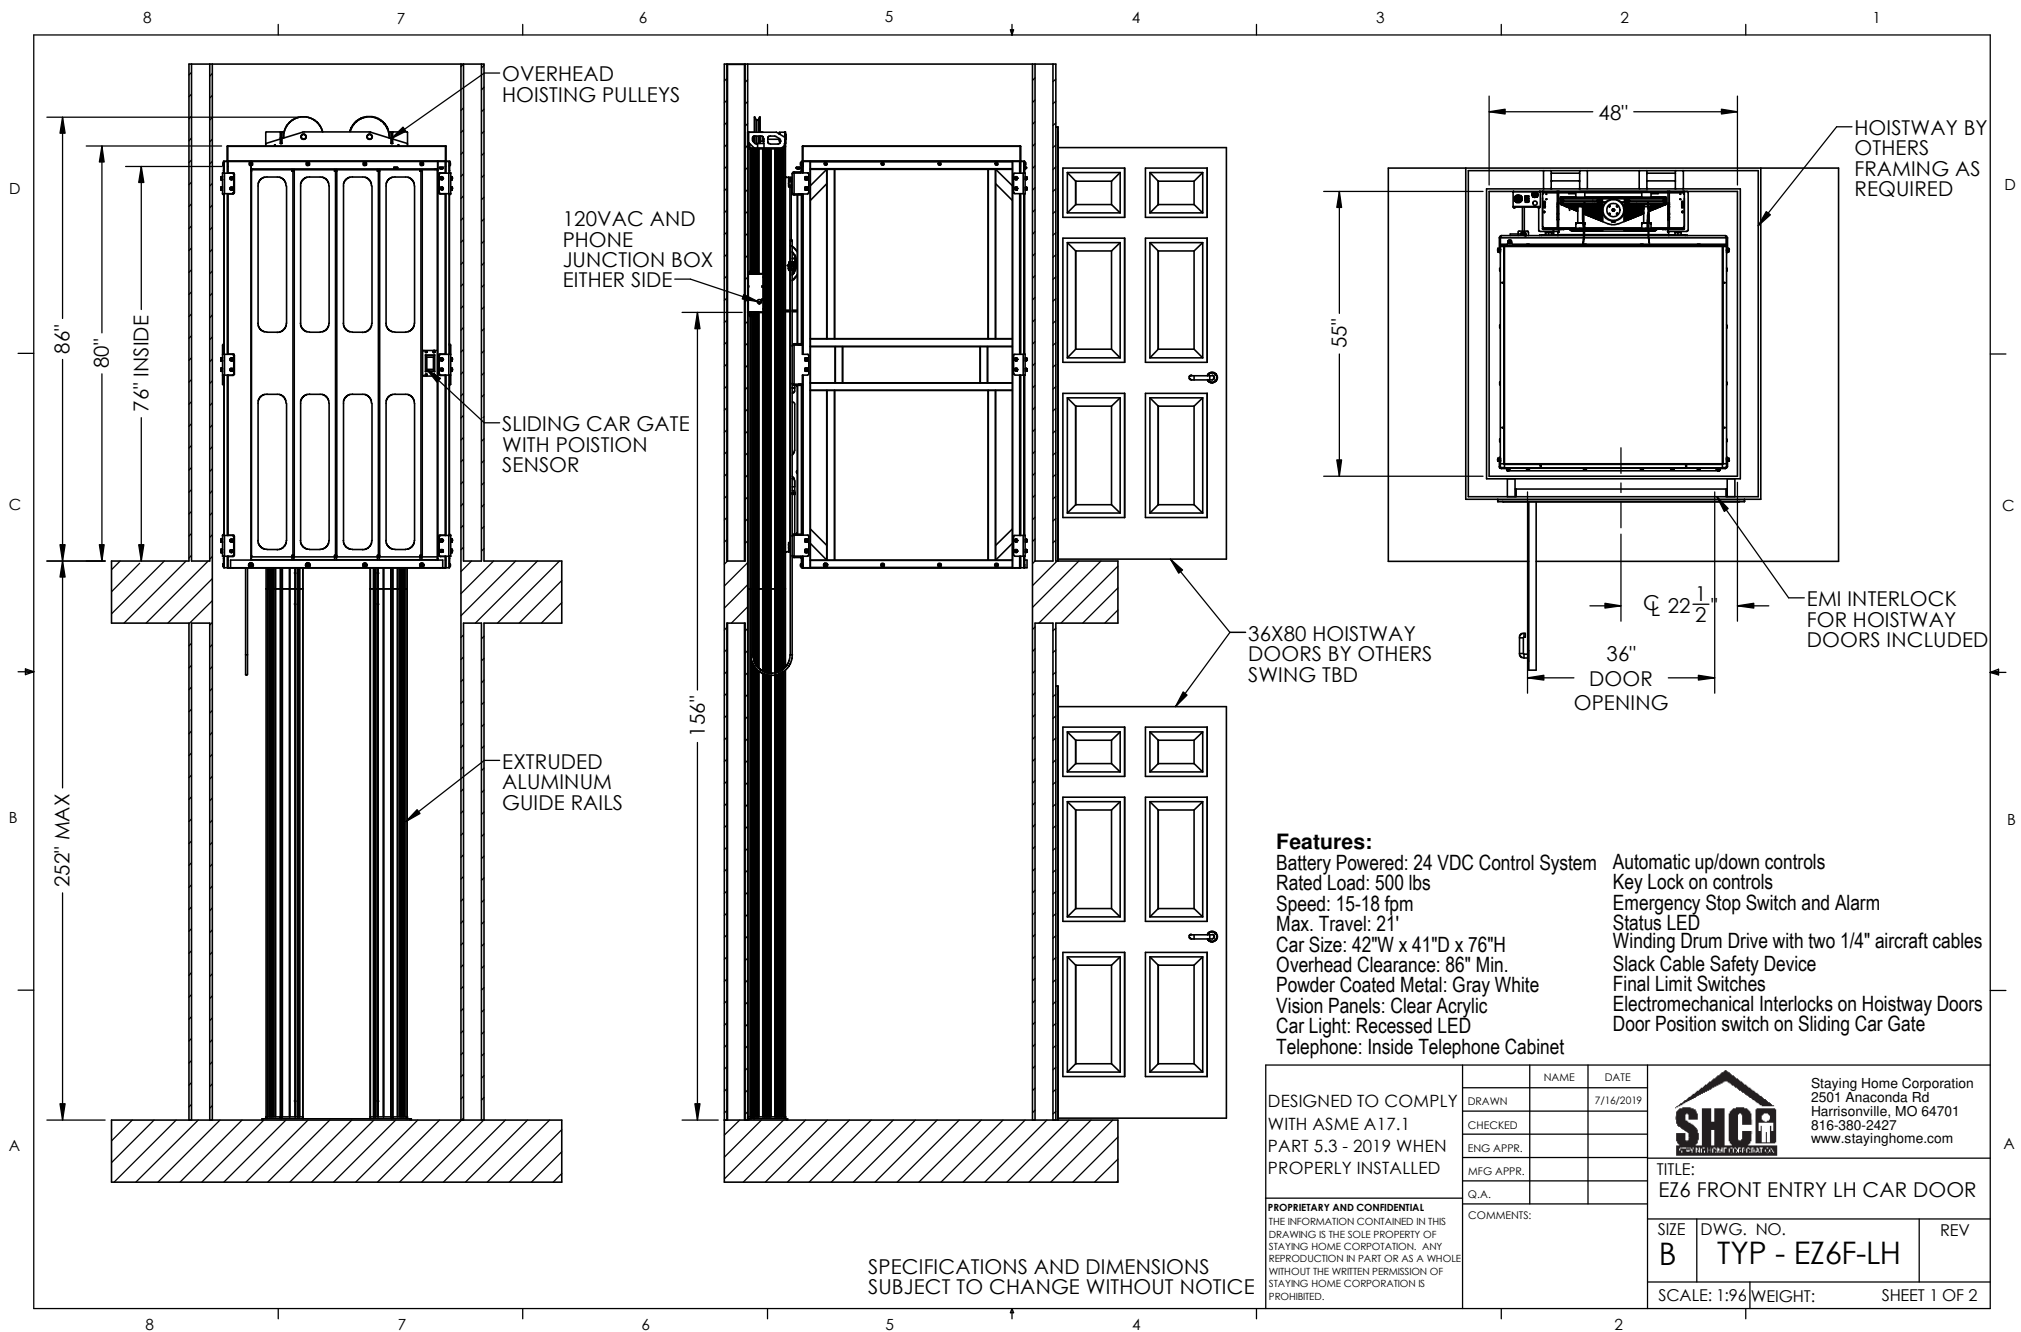 8 7 6 5 4 3 2 1
D
C
B
A
D
C
B
A
OVERHEAD
HOISTING PULLEYS
86"
80"
76" INSIDE
SLIDING CAR GATE
WITH POISTION
SENSOR
EXTRUDED
ALUMINUM
GUIDE RAILS
252" MAX
120VAC AND
PHONE
JUNCTION BOX
EITHER SIDE
156"
36X80 HOISTWAY
DOORS BY OTHERS
SWING TBD
48"
55"
HOISTWAY BY
OTHERS
FRAMING AS
REQUIRED
℄ 22 1/2"
36"
DOOR
OPENING
EMI INTERLOCK
FOR HOISTWAY
DOORS INCLUDED
Features:
Battery Powered: 24 VDC Control System
Rated Load: 500 lbs
Speed: 15-18 fpm
Max. Travel: 21'
Car Size: 42"W x 41"D x 76"H
Overhead Clearance: 86" Min.
Powder Coated Metal: Gray White
Vision Panels: Clear Acrylic
Car Light: Recessed LED
Telephone: Inside Telephone Cabinet
Automatic up/down controls
Key Lock on controls
Emergency Stop Switch and Alarm
Status LED
Winding Drum Drive with two 1/4" aircraft cables
Slack Cable Safety Device
Final Limit Switches
Electromechanical Interlocks on Hoistway Doors
Door Position switch on Sliding Car Gate
DESIGNED TO COMPLY
WITH ASME A17.1
PART 5.3 - 2019 WHEN
PROPERLY INSTALLED
PROPRIETARY AND CONFIDENTIAL
THE INFORMATION CONTAINED IN THIS
DRAWING IS THE SOLE PROPERTY OF
STAYING HOME CORPOTATION. ANY
REPRODUCTION IN PART OR AS A WHOLE
WITHOUT THE WRITTEN PERMISSION OF
STAYING HOME CORPORATION IS
PROHIBITED.
NAME DATE
DRAWN 7/16/2019
CHECKED
ENG APPR.
MFG APPR.
Q.A.
COMMENTS:
SHC
STAYING HOME CORPORATION
Staying Home Corporation
2501 Anaconda Rd
Harrisonville, MO 64701
816-380-2427
www.stayinghome.com
TITLE:
EZ6 FRONT ENTRY LH CAR DOOR
SIZE
B
DWG. NO.
TYP - EZ6F-LH
REV
SCALE: 1:96 WEIGHT: SHEET 1 OF 2
SPECIFICATIONS AND DIMENSIONS
SUBJECT TO CHANGE WITHOUT NOTICE
8 7 6 5 4 2